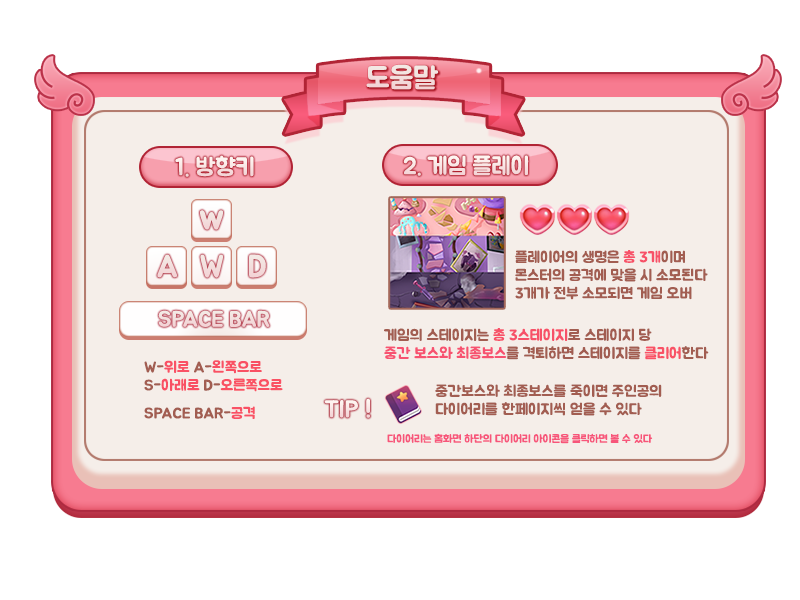 도움말
1. 방향키
W
A W D
SPACE BAR
W-위로 A-왼쪽으로
S-아래로 D-오른쪽으로
SPACE BAR-공격
2. 게임 플레이
플레이어의 생명은 총 3개이며
몬스터의 공격에 맞을 시 소모된다
3개가 전부 소모되면 게임 오버
게임의 스테이지는 총 3스테이지로 스테이지 당
중간 보스와 최종보스를 격퇴하면 스테이지를 클리어한다
TIP !
중간보스와 최종보스를 죽이면 주인공의
다이어리를 한페이지씩 얻을 수 있다
다이어리는 홈화면 하단의 다이어리 아이콘을 클릭하면 볼 수 있다